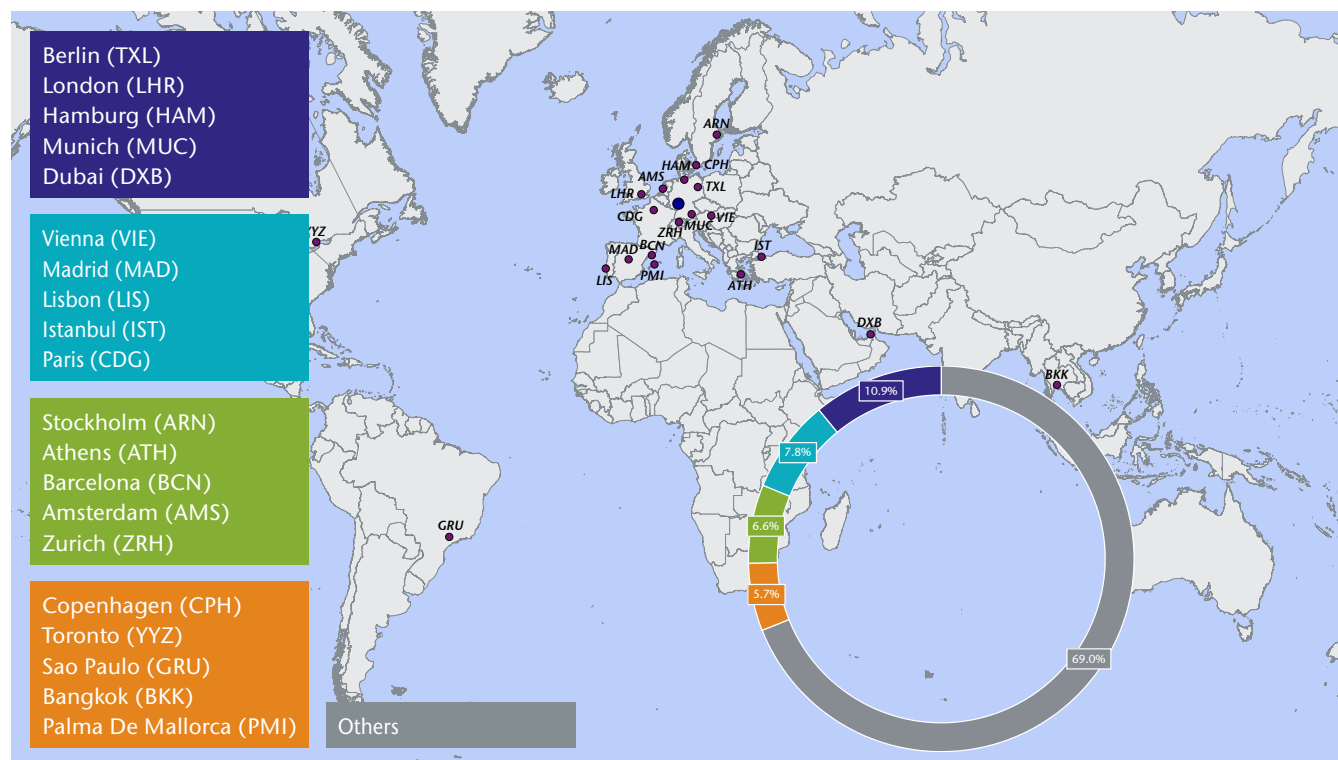 Berlin (TXL)
London (LHR)
Hamburg (HAM)
Munich (MUC)
Dubai (DXB)
Vienna (VIE)
Madrid (MAD)
Lisbon (LIS)
Istanbul (IST)
Paris (CDG)
Stockholm (ARN)
Athens (ATH)
Barcelona (BCN)
Amsterdam (AMS)
Zurich (ZRH)
Copenhagen (CPH)
Toronto (YYZ)
Sao Paulo (GRU)
Bangkok (BKK)
Palma De Mallorca (PMI)
Others
ARN
HAM
CPH
AMS
TXL
LHR
CDG
VIE
MUC
ZRH
YYZ
BCN
MAD
IST
LIS
PMI
ATH
DXB
BKK
GRU
10.9%
7.8%
6.6%
5.7%
69.0%